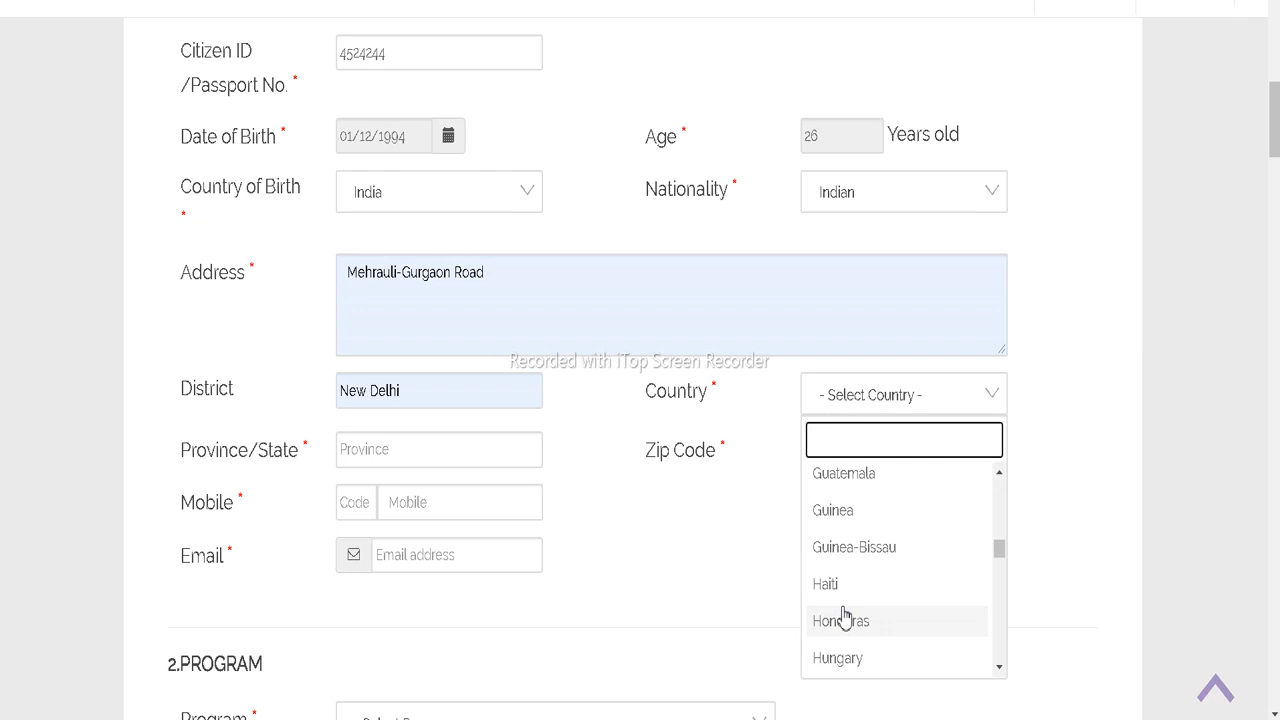 Citizen ID
/Passport No. *
4524244
Date of Birth *
01/12/1994
Age *
26
Years old
Country of Birth
*
India
Nationality *
Indian
Address *
Mehrauli-Gurgaon Road
Recorded with iTop Screen Recorder
District
New Delhi
Country *
- Select Country -
Province/State *
Province
Zip Code *
Guatemala
Mobile *
Code
Mobile
Guinea
Guinea-Bissau
Email *
Email address
Haiti
Honduras
Hungary
2.PROGRAM
Program *